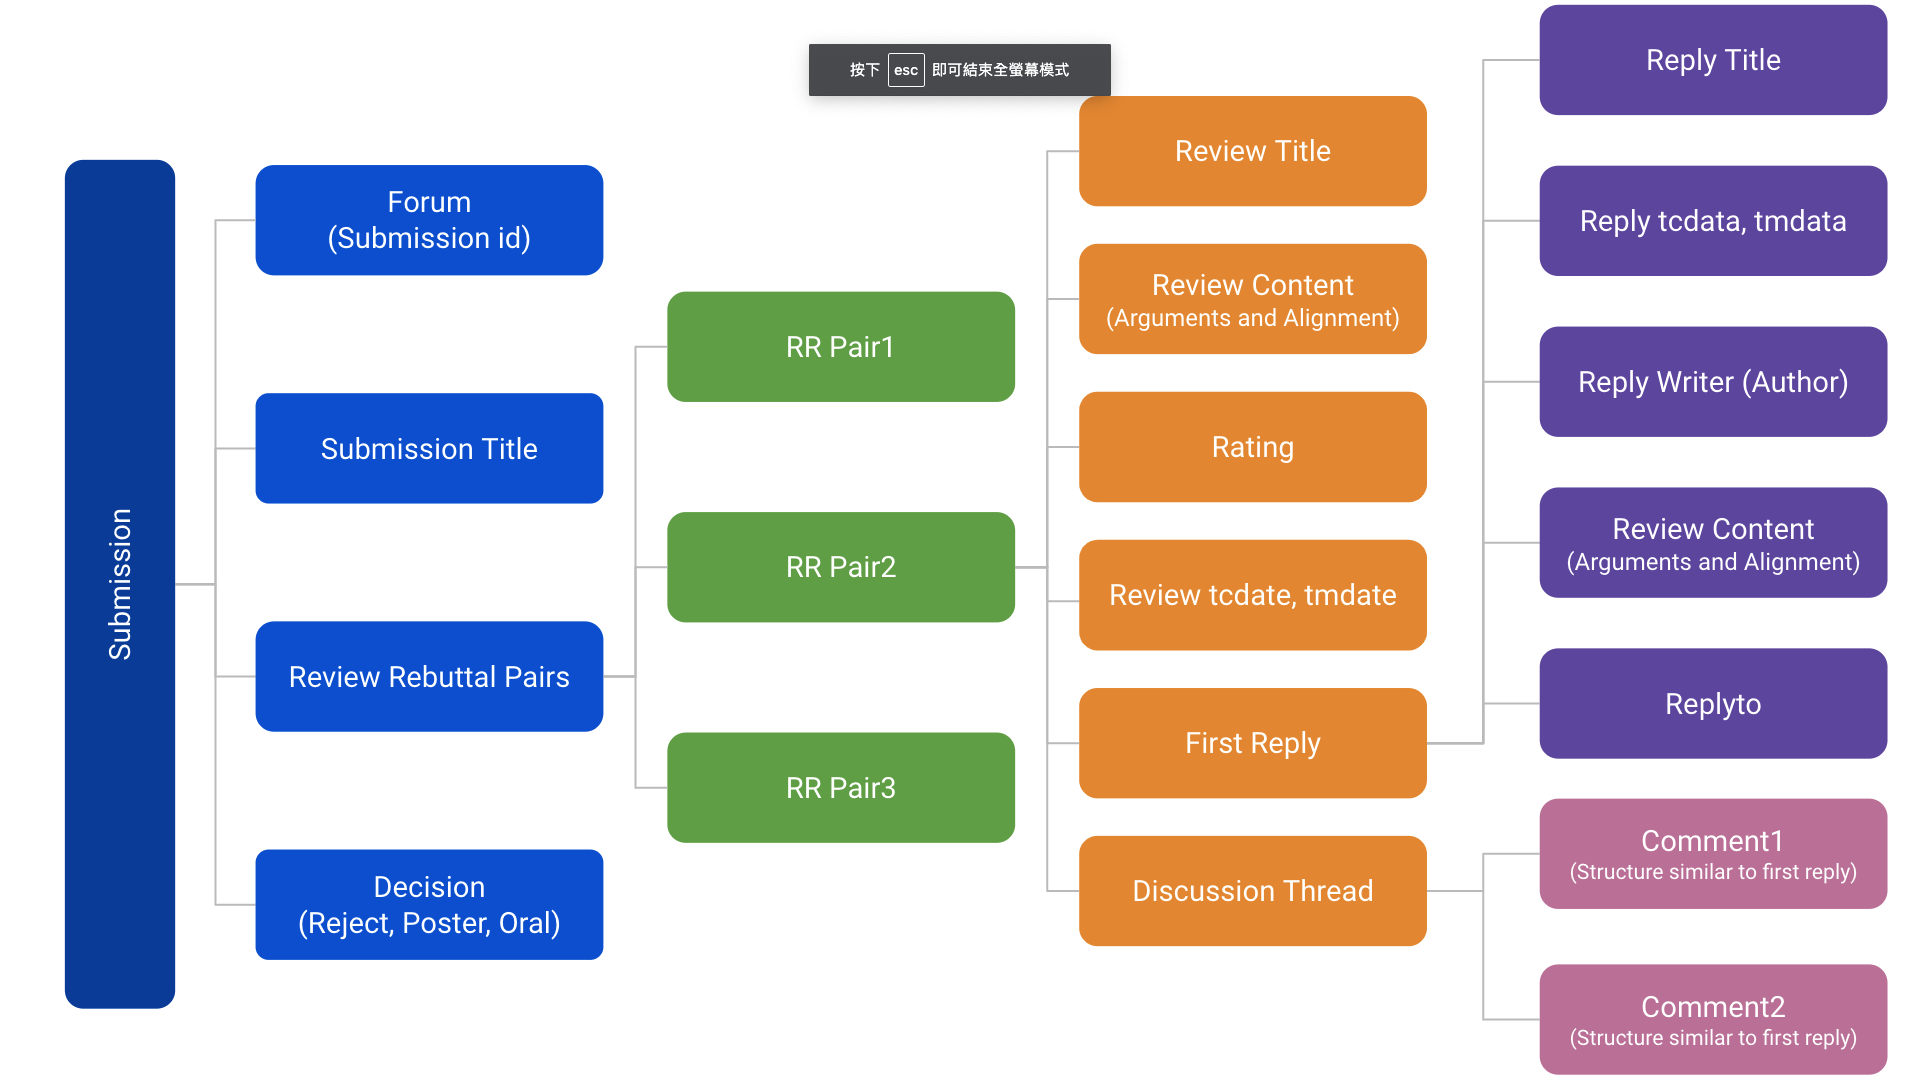 按下 esc 即可結束全螢幕模式
Submission
Forum
(Submission id)
Submission Title
Review Rebuttal Pairs
Decision
(Reject, Poster, Oral)
RR Pair1
RR Pair2
RR Pair3
Review Title
Review Content
(Arguments and Alignment)
Rating
Review tcdate, tmdate
First Reply
Discussion Thread
Reply Title
Reply tcdata, tmdata
Reply Writer (Author)
Review Content
(Arguments and Alignment)
Replyto
Comment1
(Structure similar to first reply)
Comment2
(Structure similar to first reply)